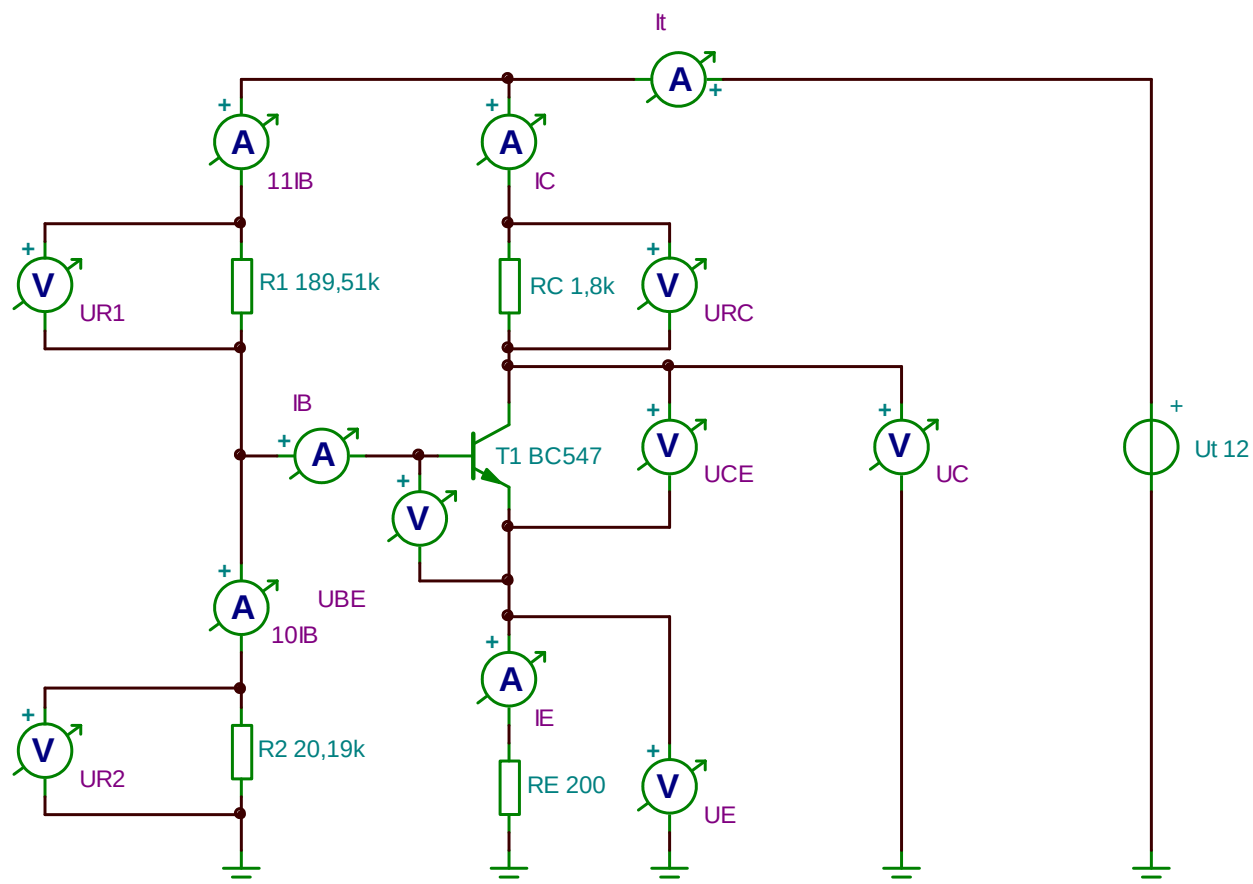 It
+
A
+
A
11IB
+
A
IC
+
V
UR1
R1 189,51k
RC 1,8k
+
V
URC
IB
+
A
T1 BC547
+
V
UBE
+
V
UCE
+
V
UC
+
Ut 12
+
A
10IB
+
A
IE
+
V
UR2
R2 20,19k
RE 200
+
V
UE